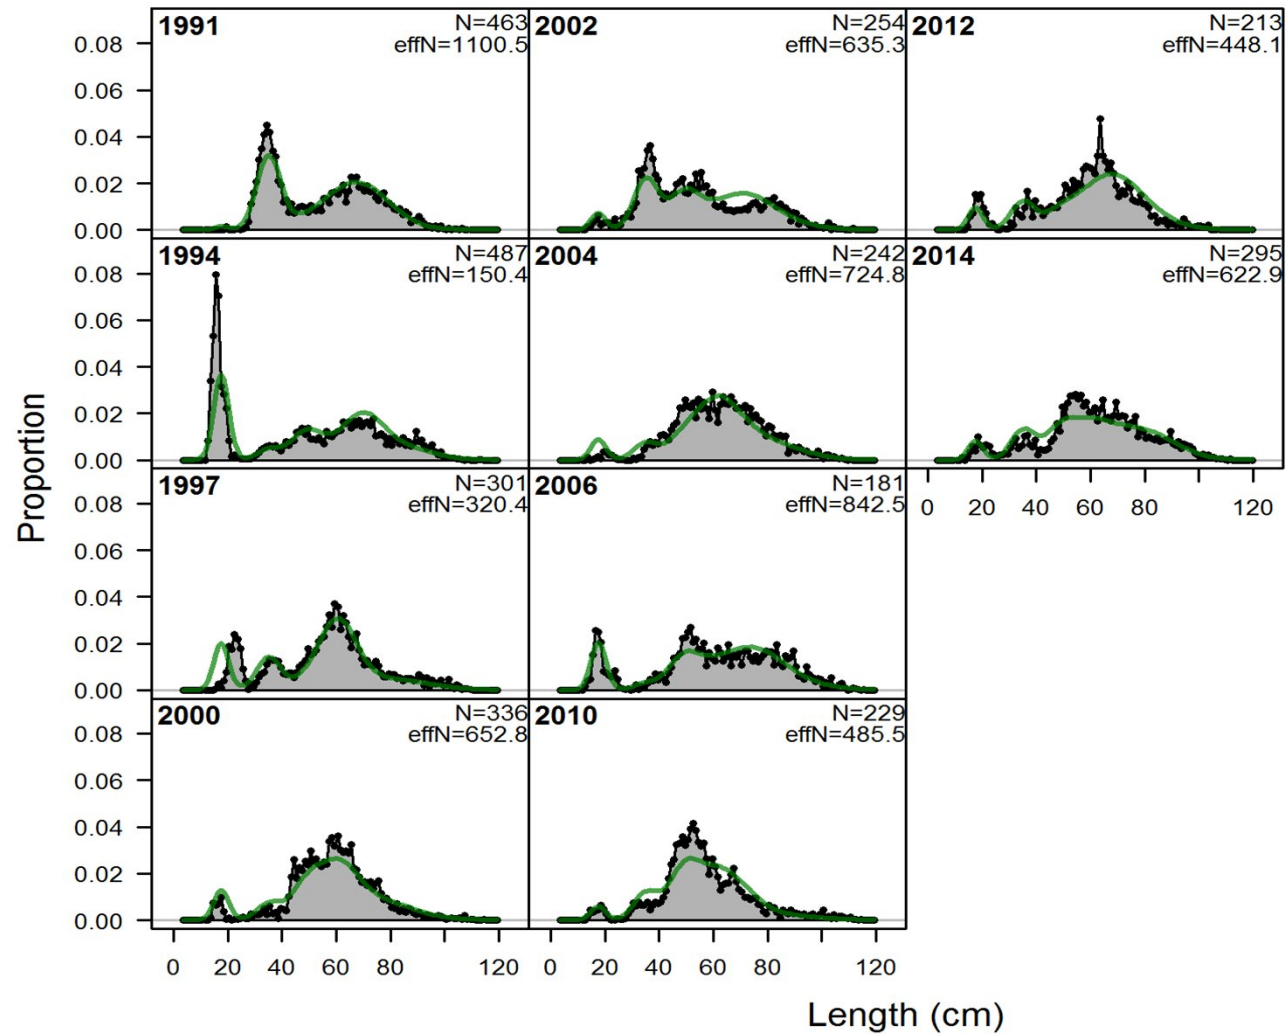 1991 N=463 2002 N=254 2012 N=213
effN=1100.5 effN=635.3 effN=448.1
0.08
0.06
0.04
0.02
0.00
1994 N=487 2004 N=242 2014 N=295
effN=150.4 effN=724.8 effN=622.9
0.08
0.06
0.04
0.02
0.00
1997 N=301 2006 N=181
effN=320.4 effN=842.5
0 20 40 60 80 120
0.08
0.06
0.04
0.02
0.00
2000 N=336 2010 N=229
effN=652.8 effN=485.5
0.08
0.06
0.04
0.02
0.00
0 20 40 60 80 120 0 20 40 60 80 120
Proportion
Length (cm)